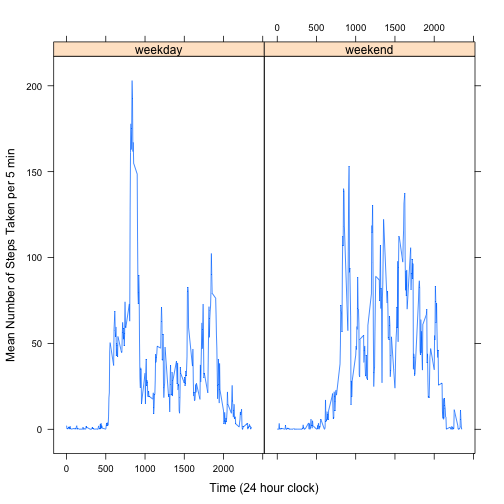 0 500 1000 1500 2000
weekday weekend
Mean Number of Steps Taken per 5 min
200
150
100
50
0
0 500 1000 1500 2000
Time (24 hour clock)